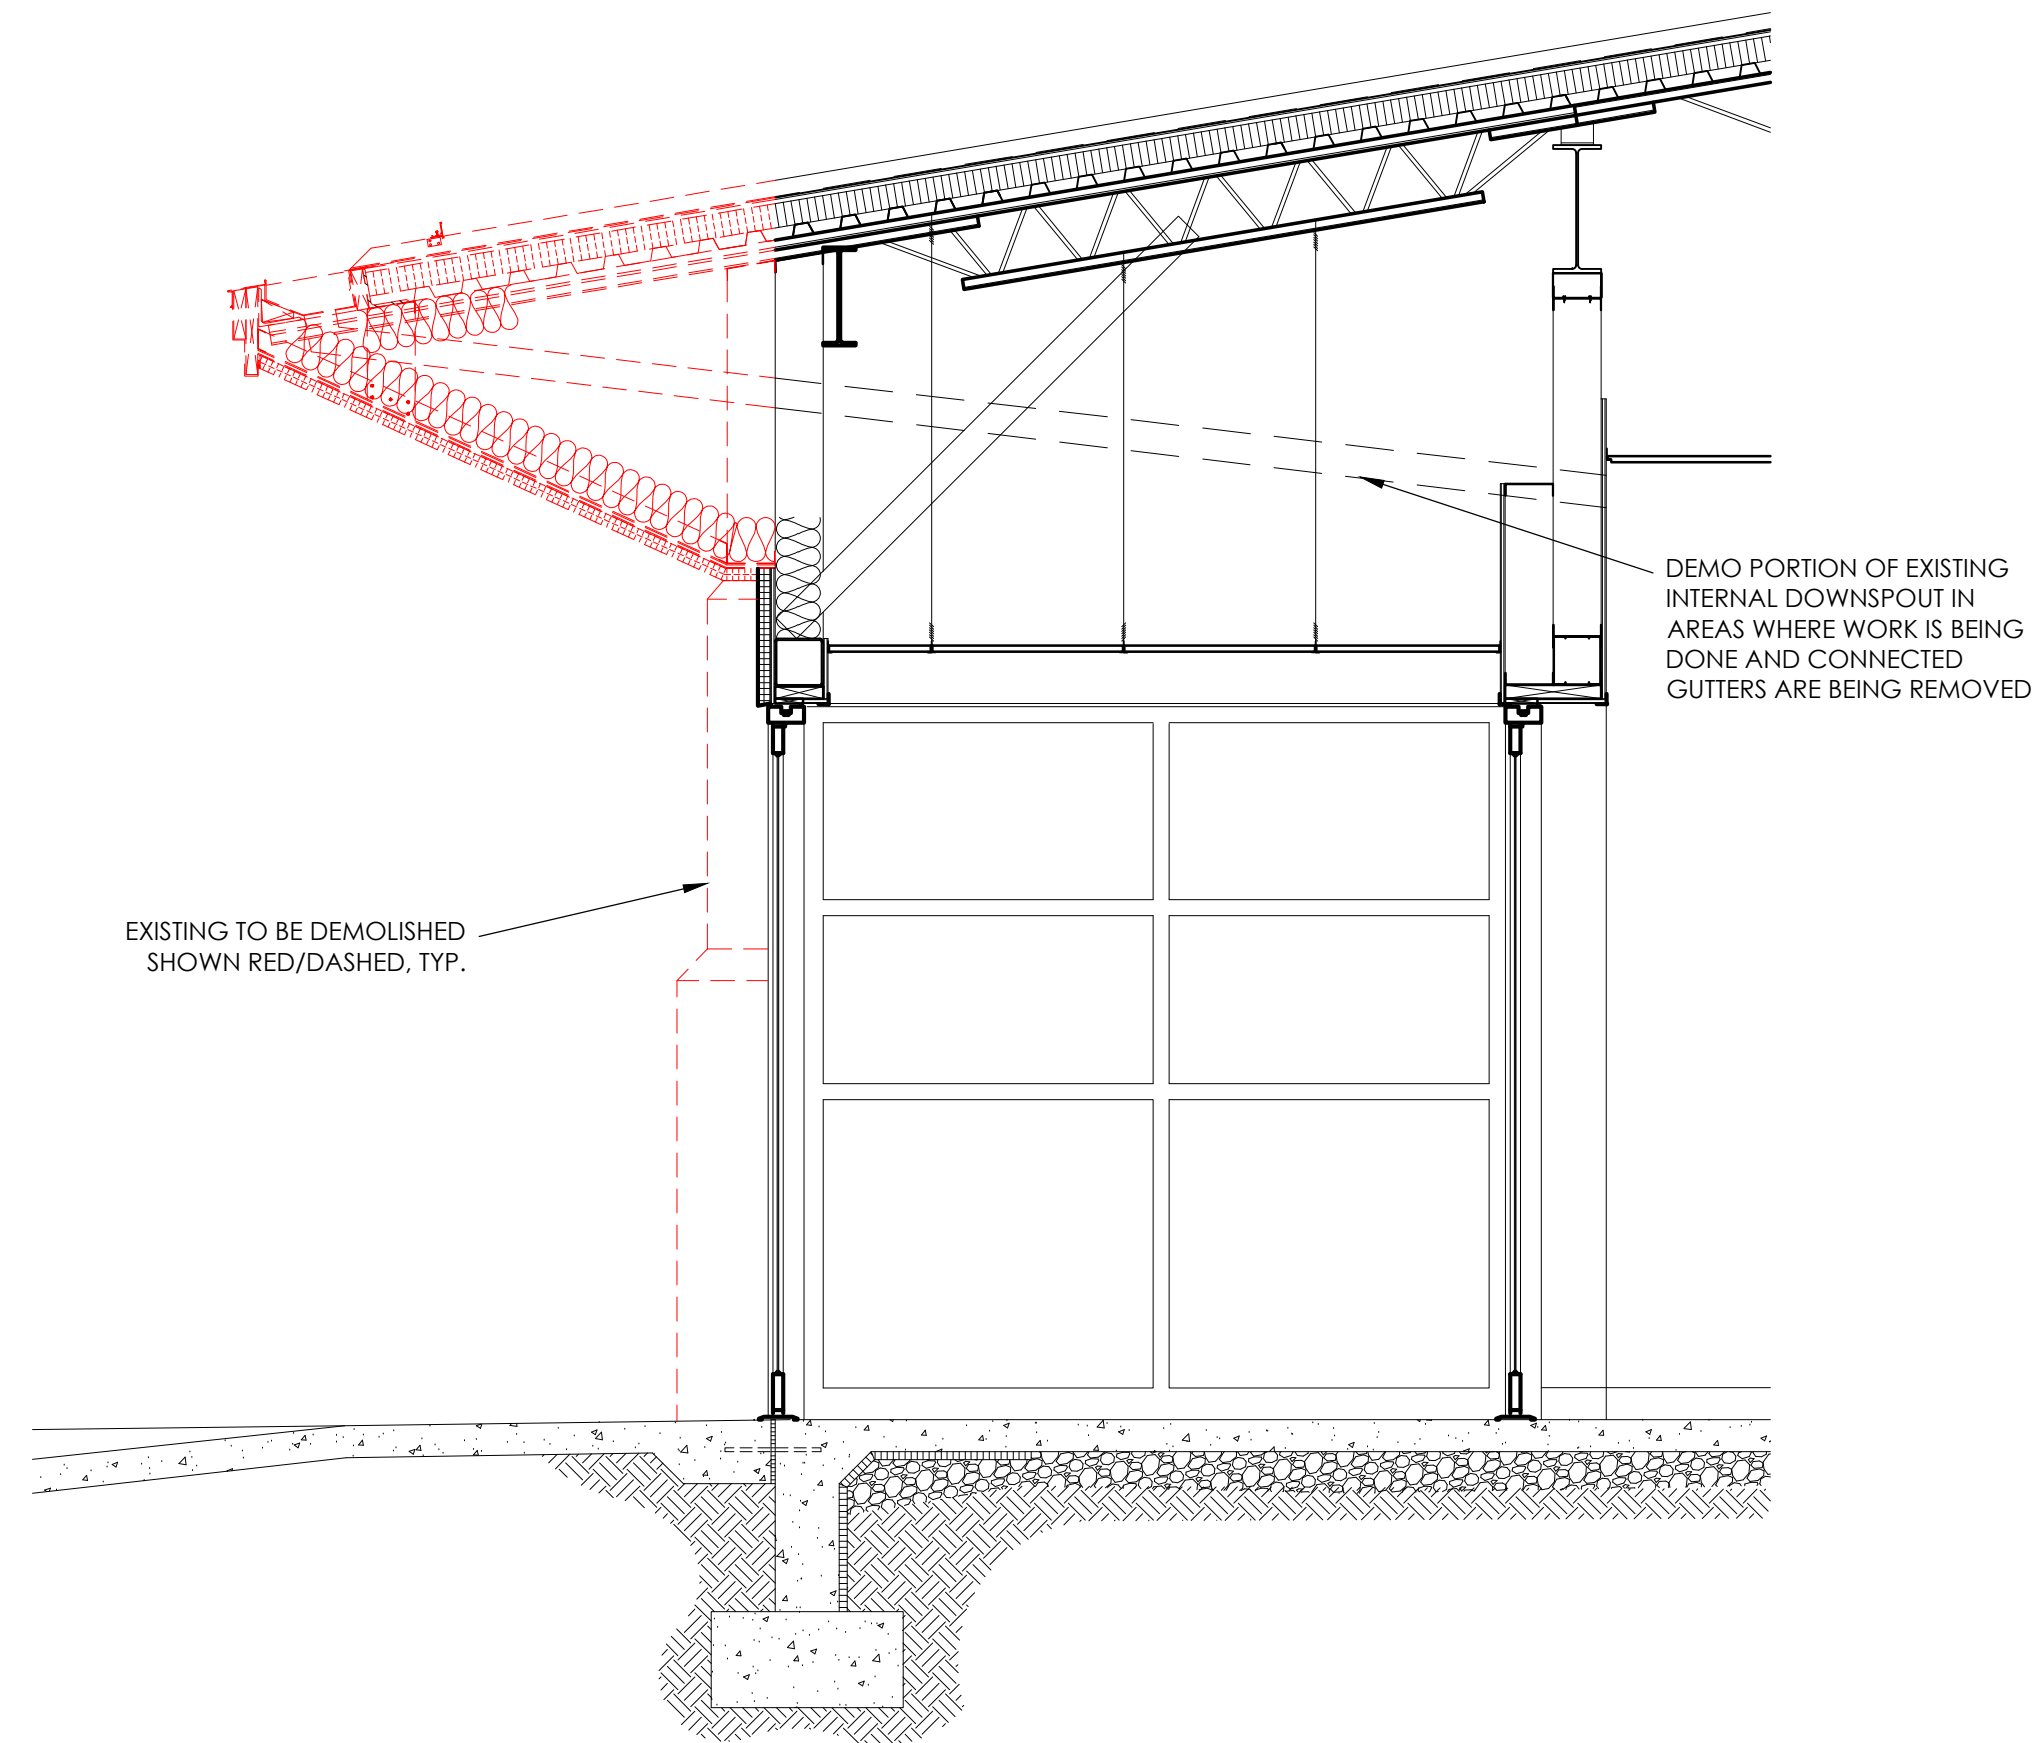 DEMO PORTION OF EXISTING
INTERNAL DOWNSPOUT IN
AREAS WHERE WORK IS BEING
DONE AND CONNECTED
GUTTERS ARE BEING REMOVED
EXISTING TO BE DEMOLISHED
SHOWN RED/DASHED, TYP.